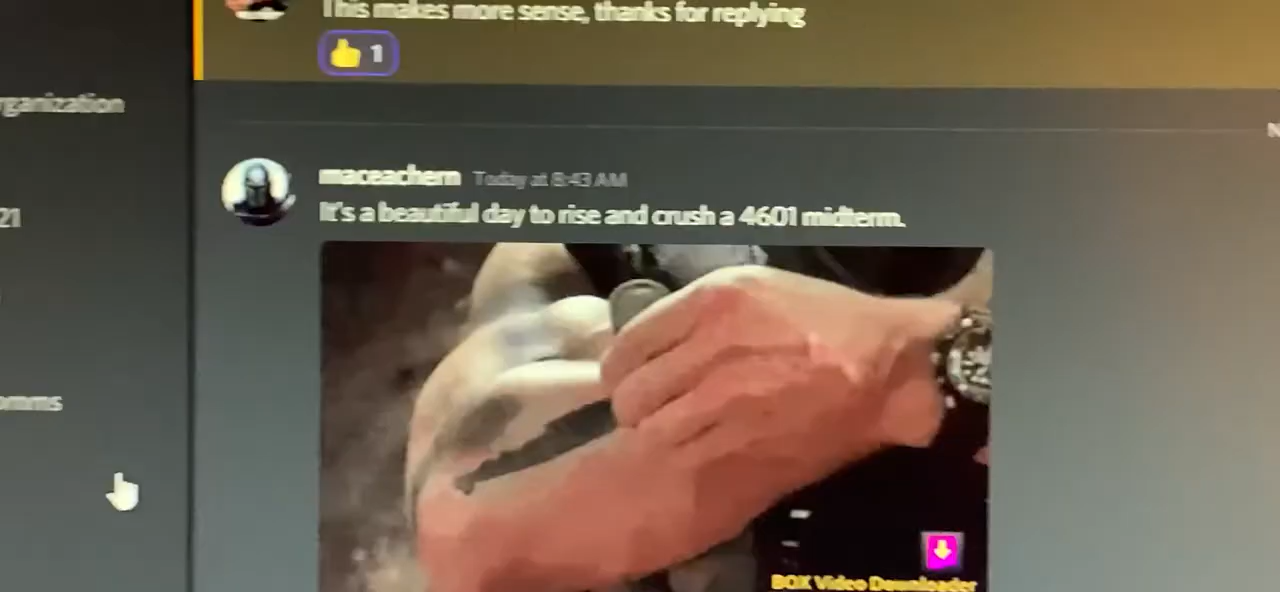 This makes more sense, thanks for replying
1
rganization
maceachern Today at 8:43 AM
It's a beautiful day to rise and crush a 4601 midterm.
21
omms
BOX Video Downloader